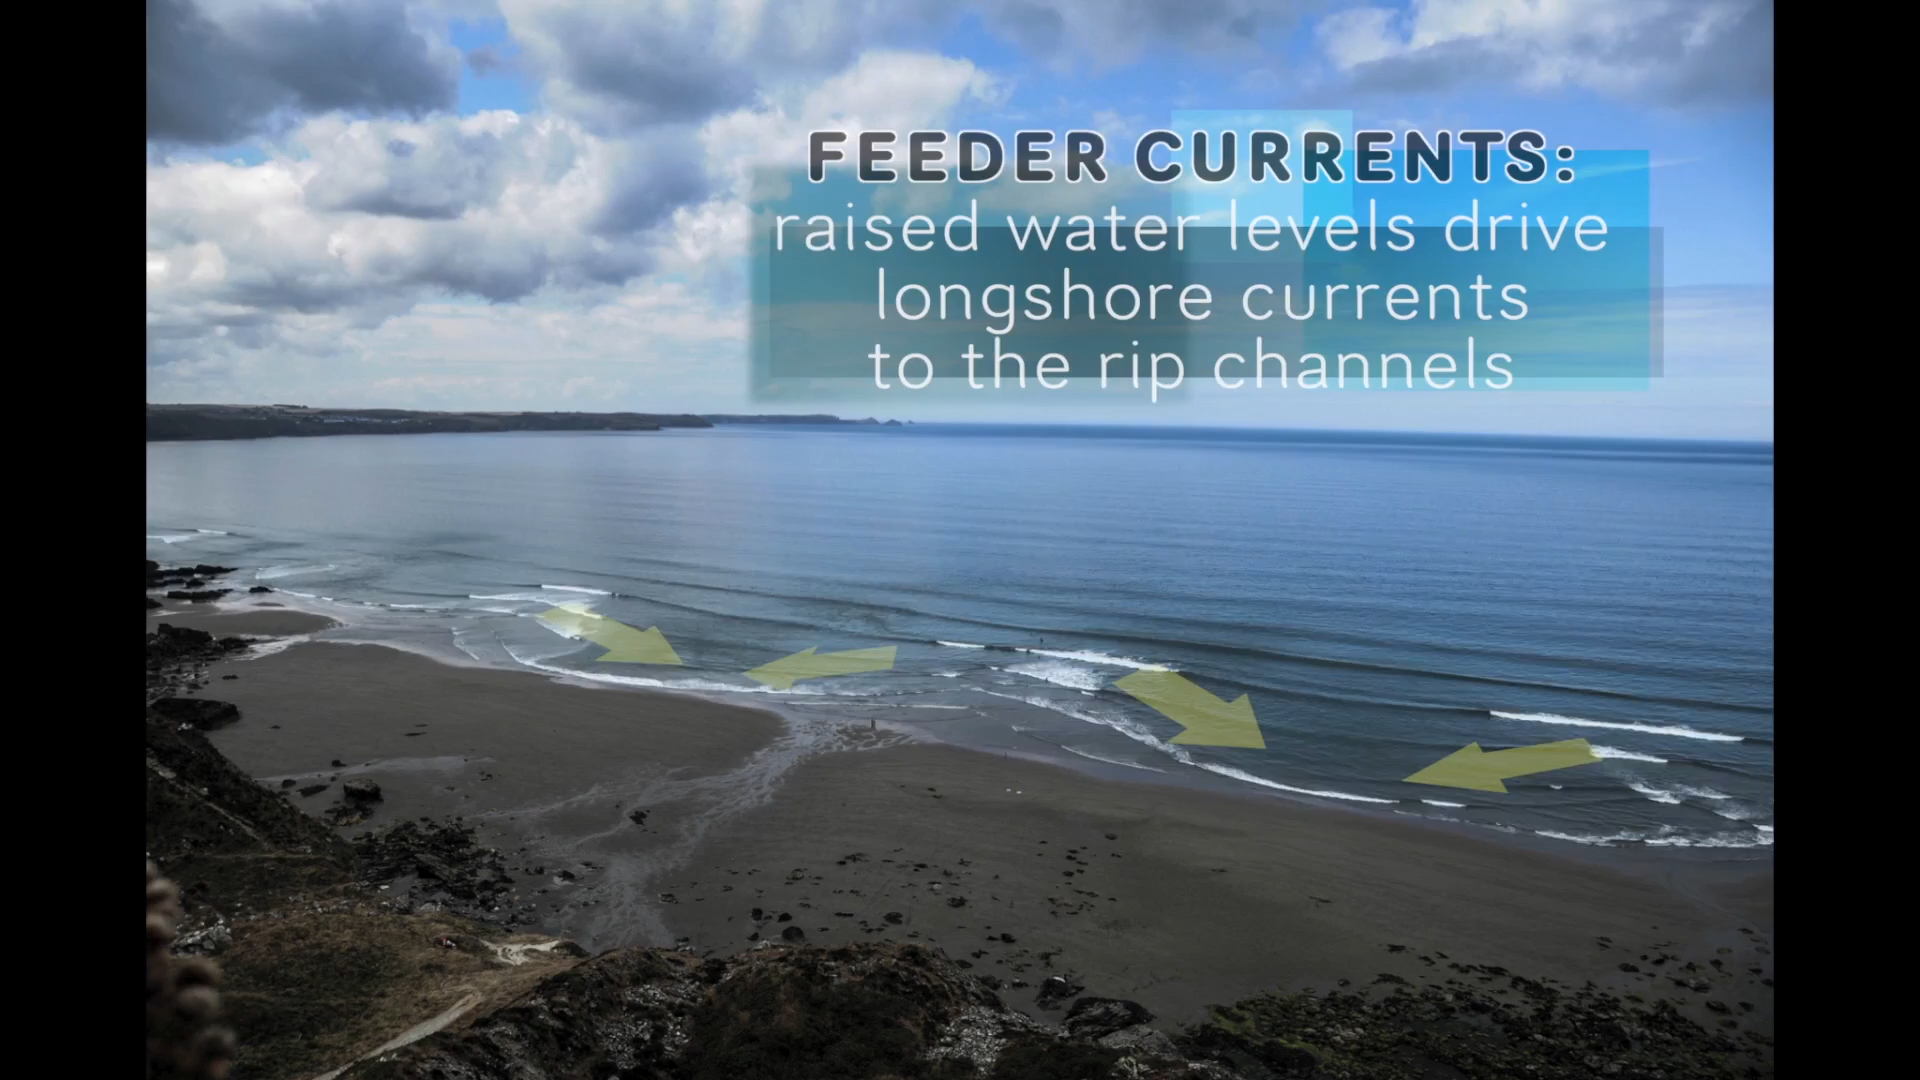 FEEDER CURRENTS:
raised water levels drive
longshore currents
to the rip channels